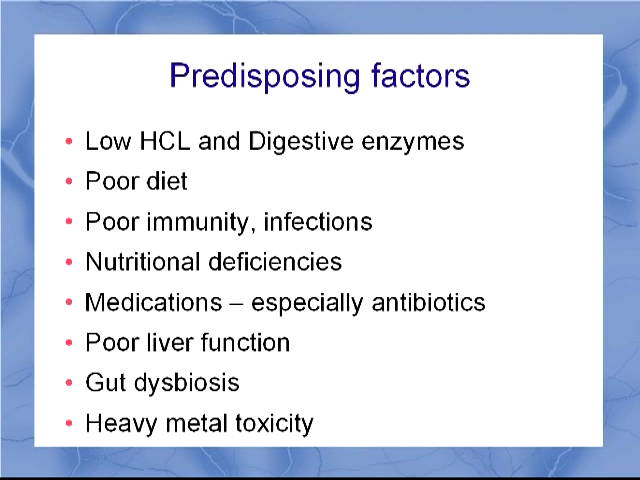 Predisposing factors
• Low HCL and Digestive enzymes
• Poor diet
• Poor immunity, infections
• Nutritional deficiencies
• Medications – especially antibiotics
• Poor liver function
• Gut dysbiosis
• Heavy metal toxicity